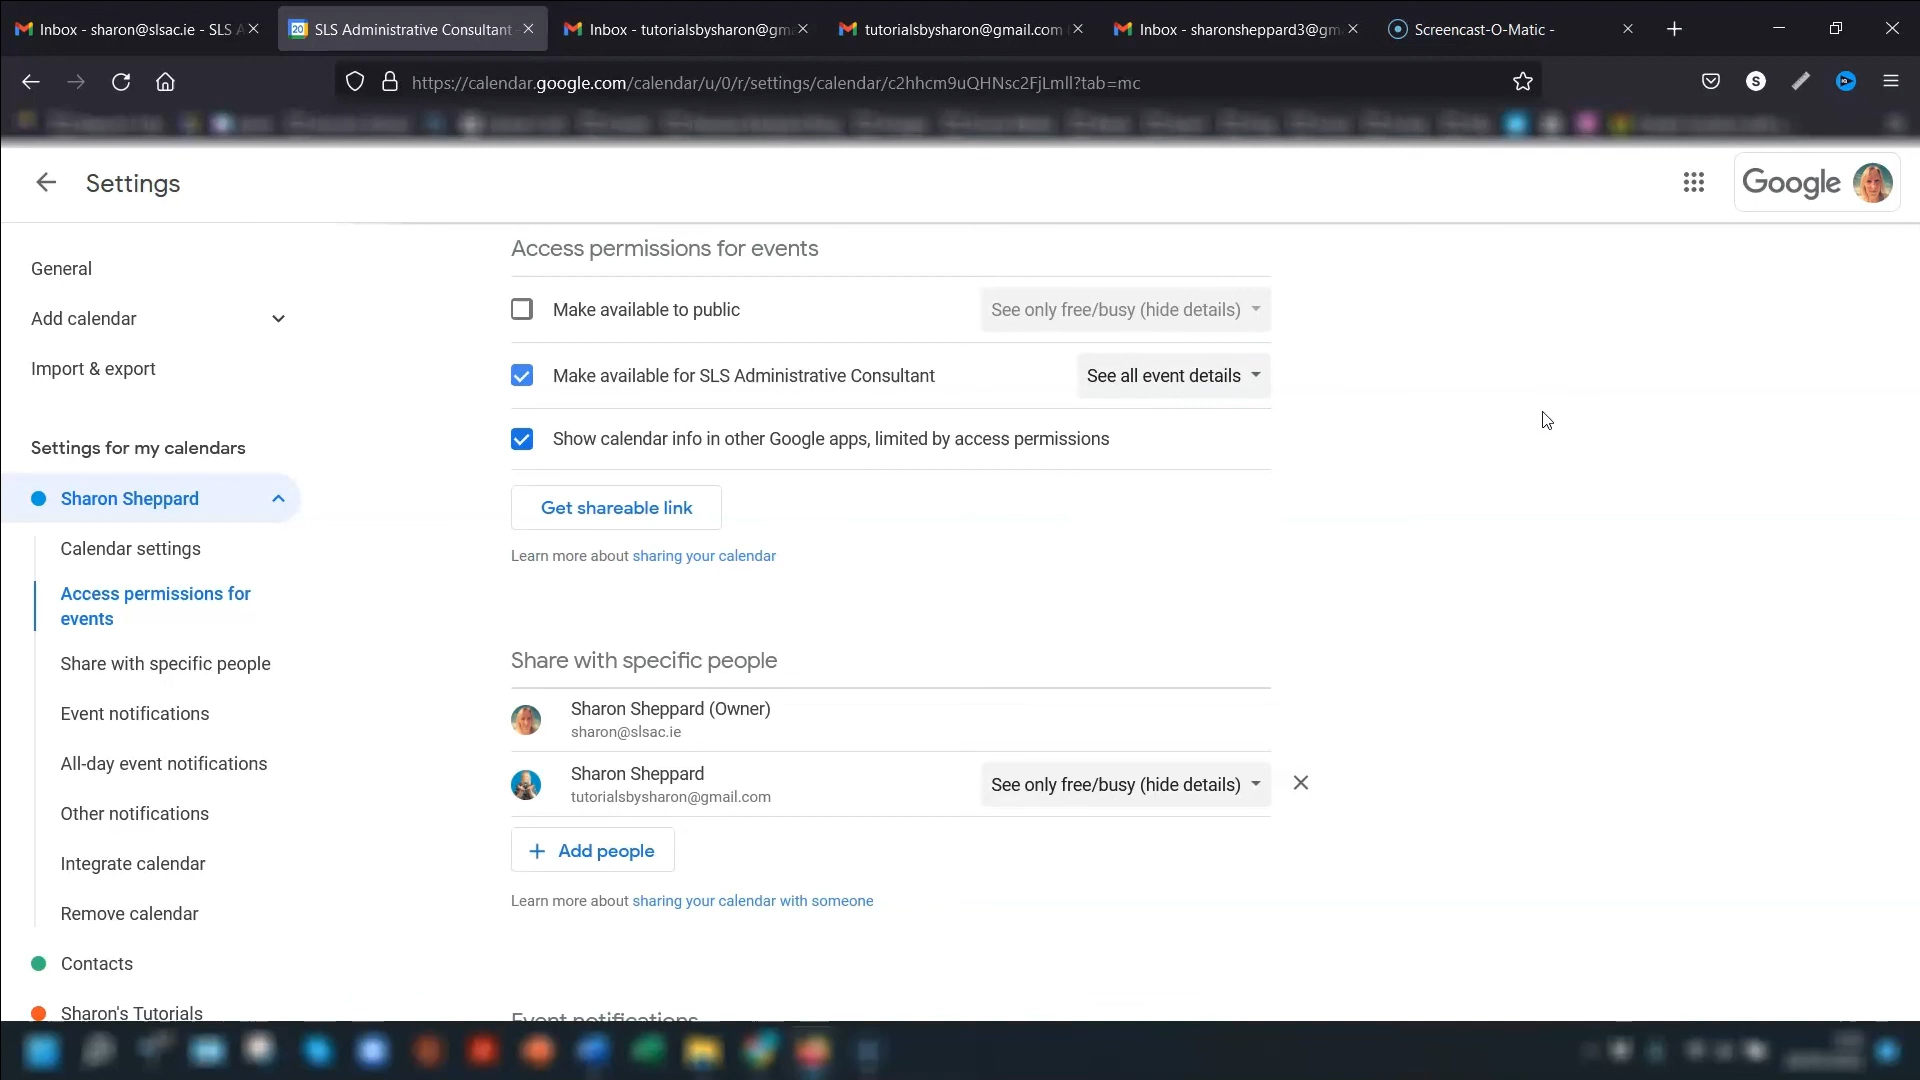 Inbox - sharon@slsac.ie - SLS A
20 SLS Administrative Consultant -
Inbox - tutorialsbysharon@gm
tutorialsbysharon@gmail.com
Inbox - sharonsheppard3@gm
Screencast-O-Matic -
https://calendar.google.com/calendar/u/0/r/settings/calendar/c2hhcm9uQHNsc2FjLmll?tab=mc
S
Settings
Google
General
Add calendar
Import & export
Settings for my calendars
Sharon Sheppard
Calendar settings
Access permissions for
events
Share with specific people
Event notifications
All-day event notifications
Other notifications
Integrate calendar
Remove calendar
Contacts
Sharon's Tutorials
Access permissions for events
Make available to public
See only free/busy (hide details)
Make available for SLS Administrative Consultant
See all event details
Show calendar info in other Google apps, limited by access permissions
Get shareable link
Learn more about sharing your calendar
Share with specific people
Sharon Sheppard (Owner)
sharon@slsac.ie
Sharon Sheppard
tutorialsbysharon@gmail.com
See only free/busy (hide details)
+ Add people
Learn more about sharing your calendar with someone
Event notifications